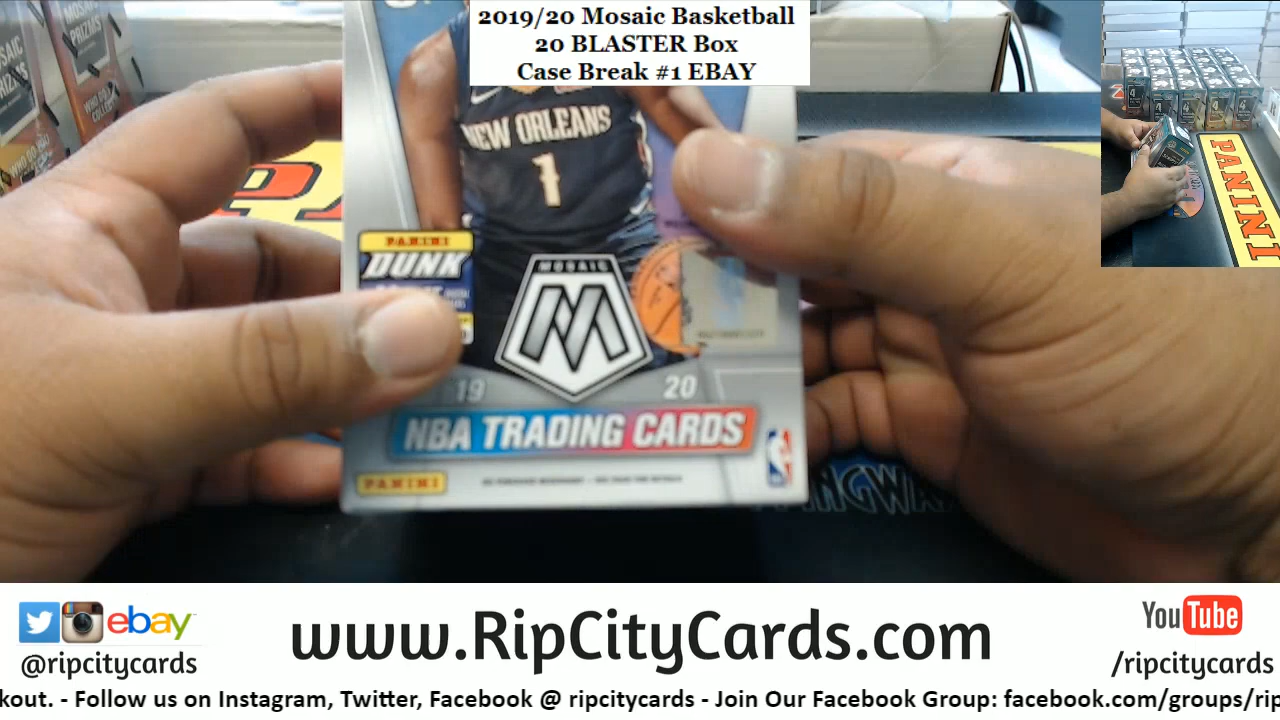 2019/20 Mosaic Basketball
20 BLASTER Box
Case Break #1 EBAY
MOSAIC
PRIZMS
NEW ORLEANS
1
PANINI
DUNK
MOSAIC
19 20
NBA TRADING CARDS
PANINI
PANINI
ebay
@ripcitycards
www.RipCityCards.com
YouTube
/ripcitycards
kout. - Follow us on Instagram, Twitter, Facebook @ ripcitycards - Join Our Facebook Group: facebook.com/groups/rip